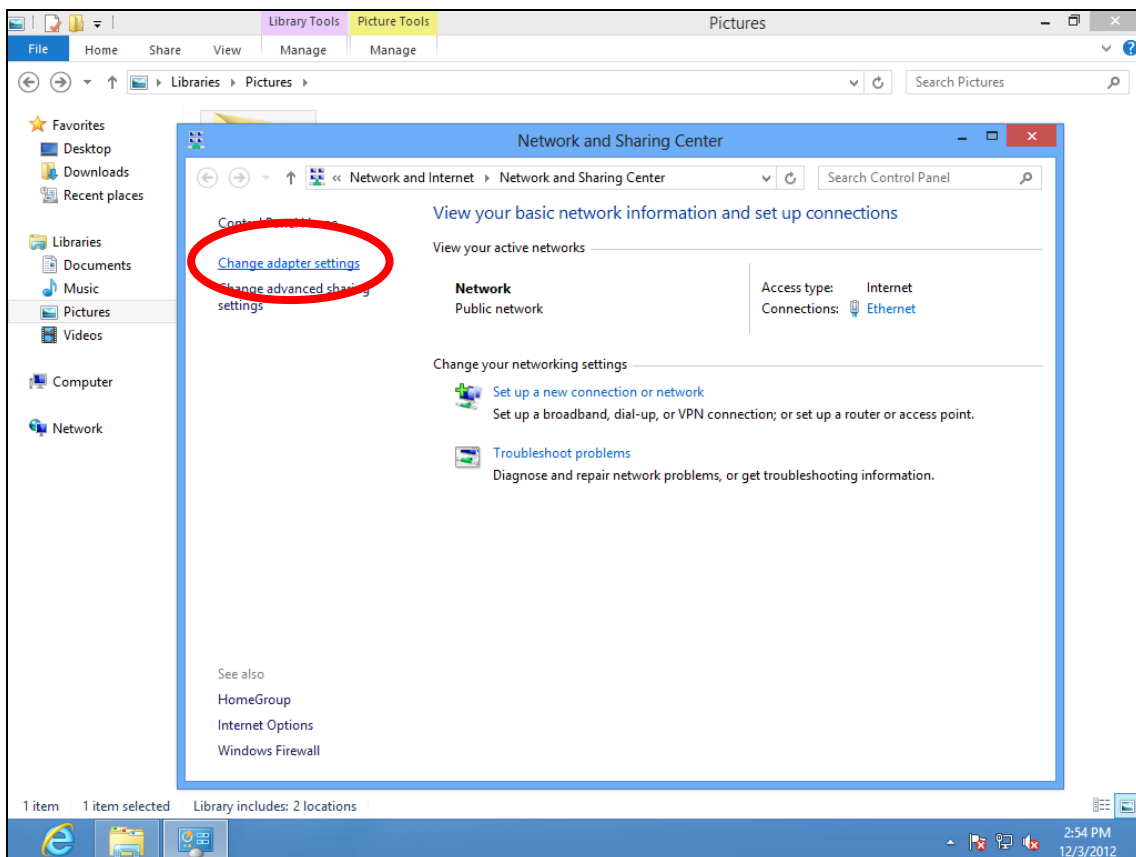 Library Tools Picture Tools Pictures
File Home Share View Manage Manage
Libraries Pictures Search Pictures
Favorites
Desktop
Downloads
Recent places
Libraries
Documents
Music
Pictures
Videos
Computer
Network
Network and Sharing Center
« Network and Internet Network and Sharing Center Search Control Panel
Control Panel Home
Change adapter settings
Change advanced sharing
settings
View your basic network information and set up connections
View your active networks
Network
Public network
Access type: Internet
Connections: Ethernet
Change your networking settings
Set up a new connection or network
Set up a broadband, dial-up, or VPN connection; or set up a router or access point.
Troubleshoot problems
Diagnose and repair network problems, or get troubleshooting information.
See also
HomeGroup
Internet Options
Windows Firewall
1 item 1 item selected Library includes: 2 locations
2:54 PM
12/3/2012